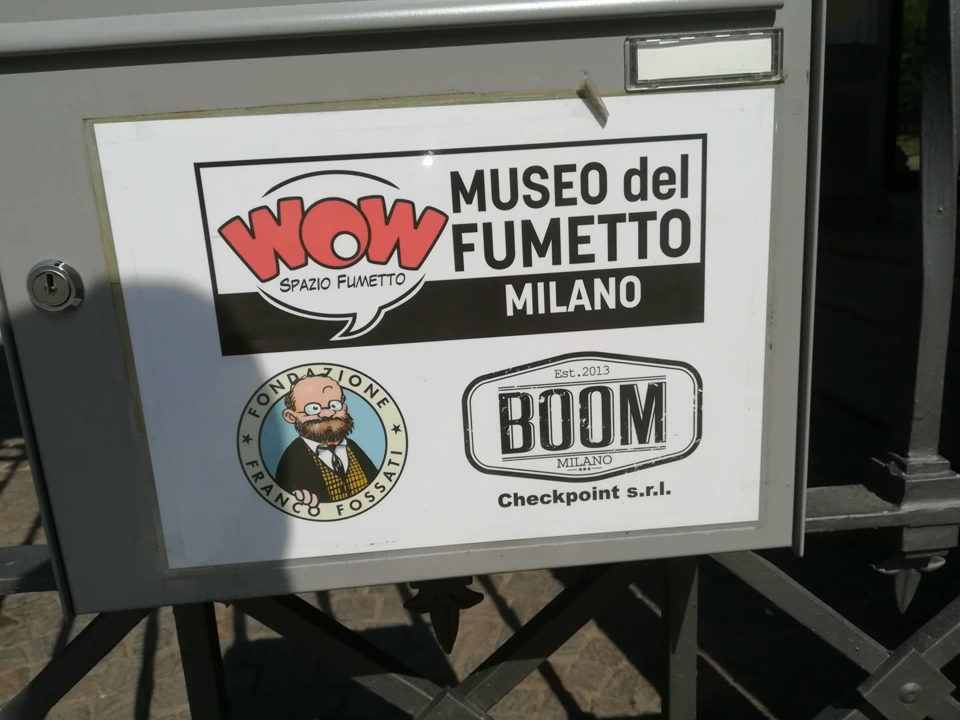 WOW
SPAZIO FUMETTO
MUSEO del
FUMETTO
MILANO
FONDAZIONE
FRANCO FOSSATI
Est.2013
BOOM
MILANO
Checkpoint s.r.l.